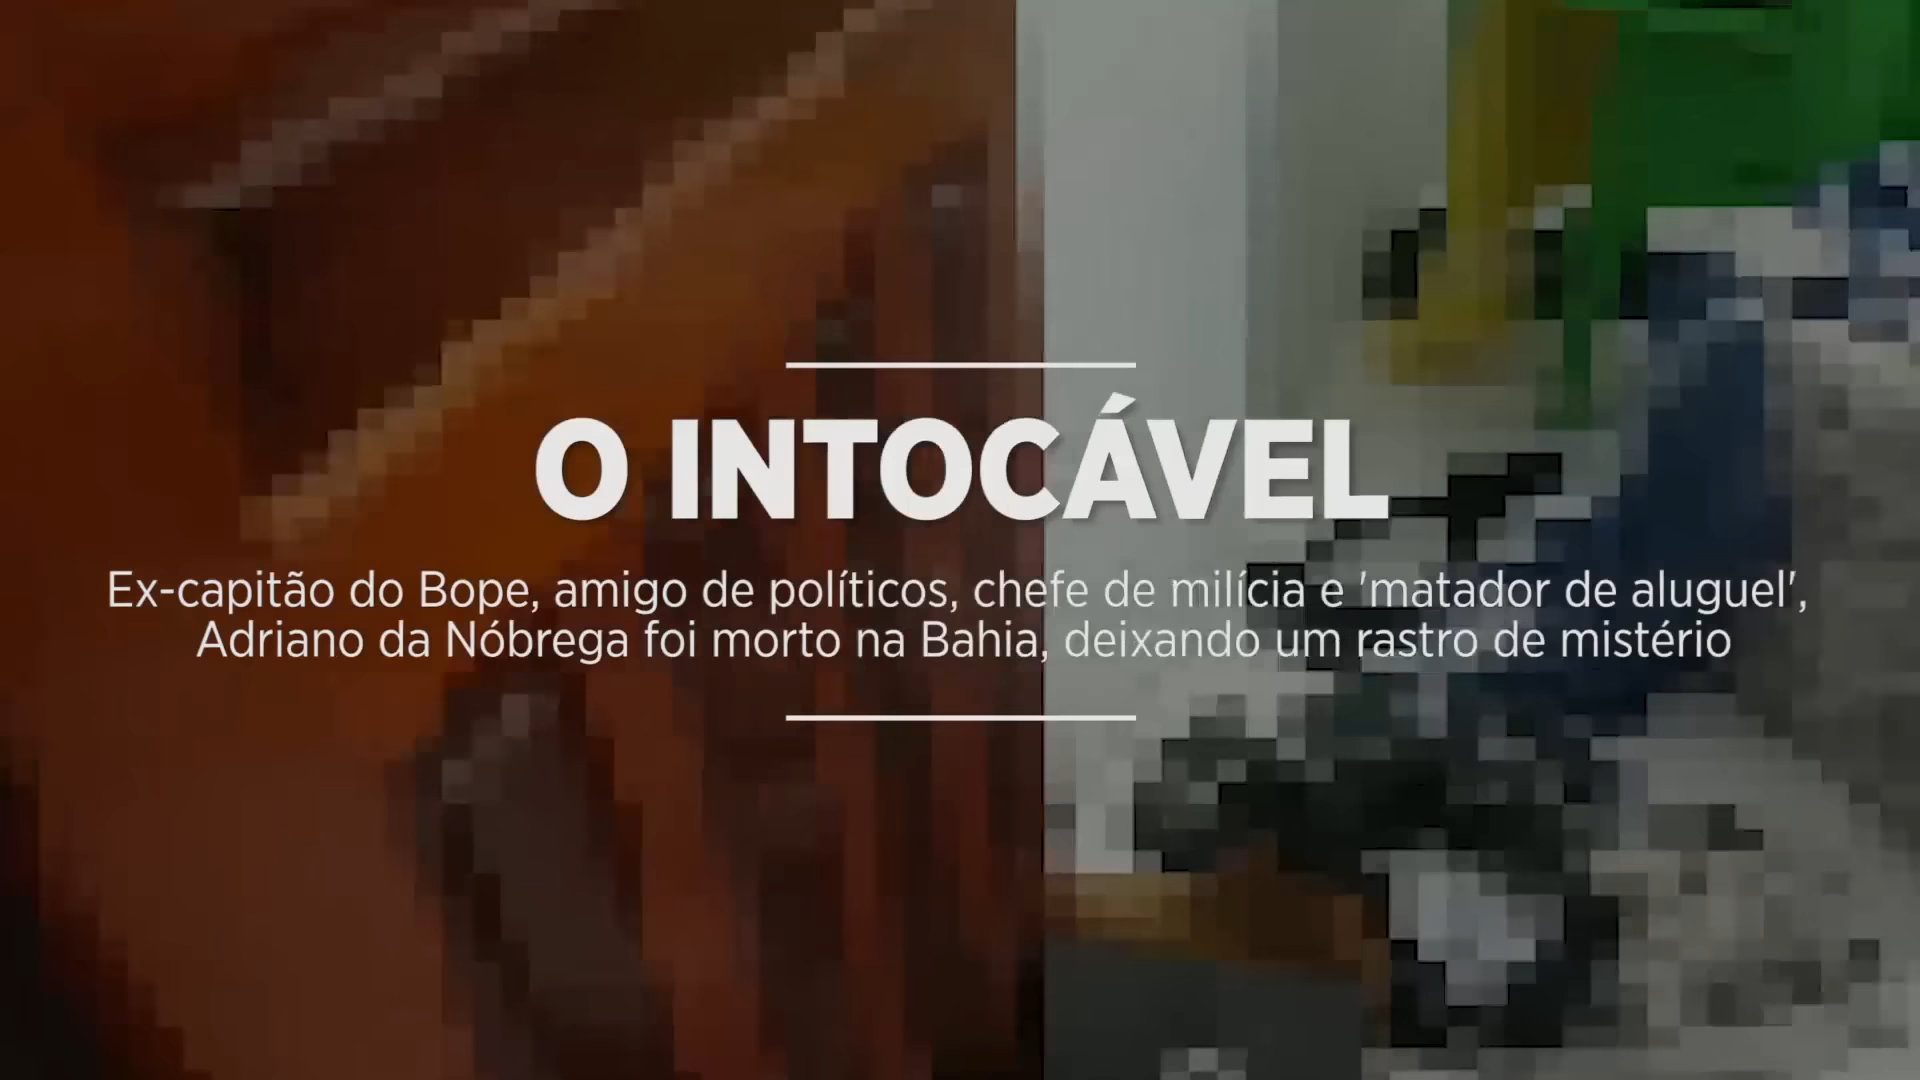 O INTOCÁVEL
Ex-capitão do Bope, amigo de políticos, chefe de milícia e 'matador de aluguel',
Adriano da Nóbrega foi morto na Bahia, deixando um rastro de mistério